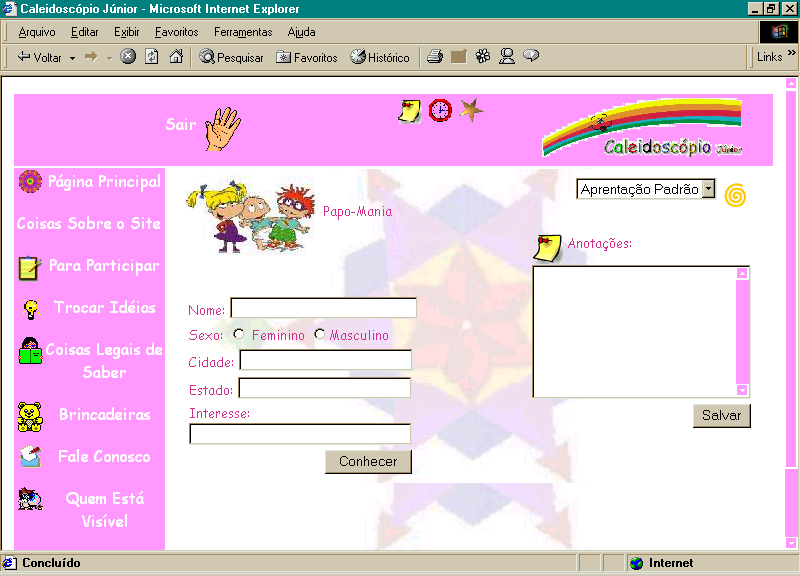 Caleidoscópio Júnior - Microsoft Internet Explorer
Arquivo Editar Exibir Favoritos Ferramentas Ajuda
Voltar Pesquisar Favoritos Histórico Links »
Sair
Caleidoscópio Júnior
Página Principal
Aprentação Padrão
Papo-Mania
Coisas Sobre o Site
Anotações:
Para Participar
Trocar Idéias
Nome:
Sexo: Feminino Masculino
Coisas Legais de
Saber
Cidade:
Estado:
Interesse:
Brincadeiras
Salvar
Fale Conosco
Conhecer
Quem Está
Visível
Concluído Internet